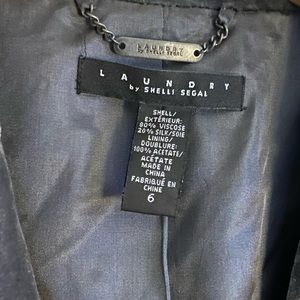 LAUNDRY
BY SHELLI SEGAL
LAUNDRY
by SHELLI SEGAL
SHELL/
EXTÉRIEUR:
80% VISCOSE
20% SILK/SOIE
LINING/
DOUBLURE:
100% ACETATE/
ACÉTATE
MADE IN
CHINA
FABRIQUÉ EN
CHINE
6